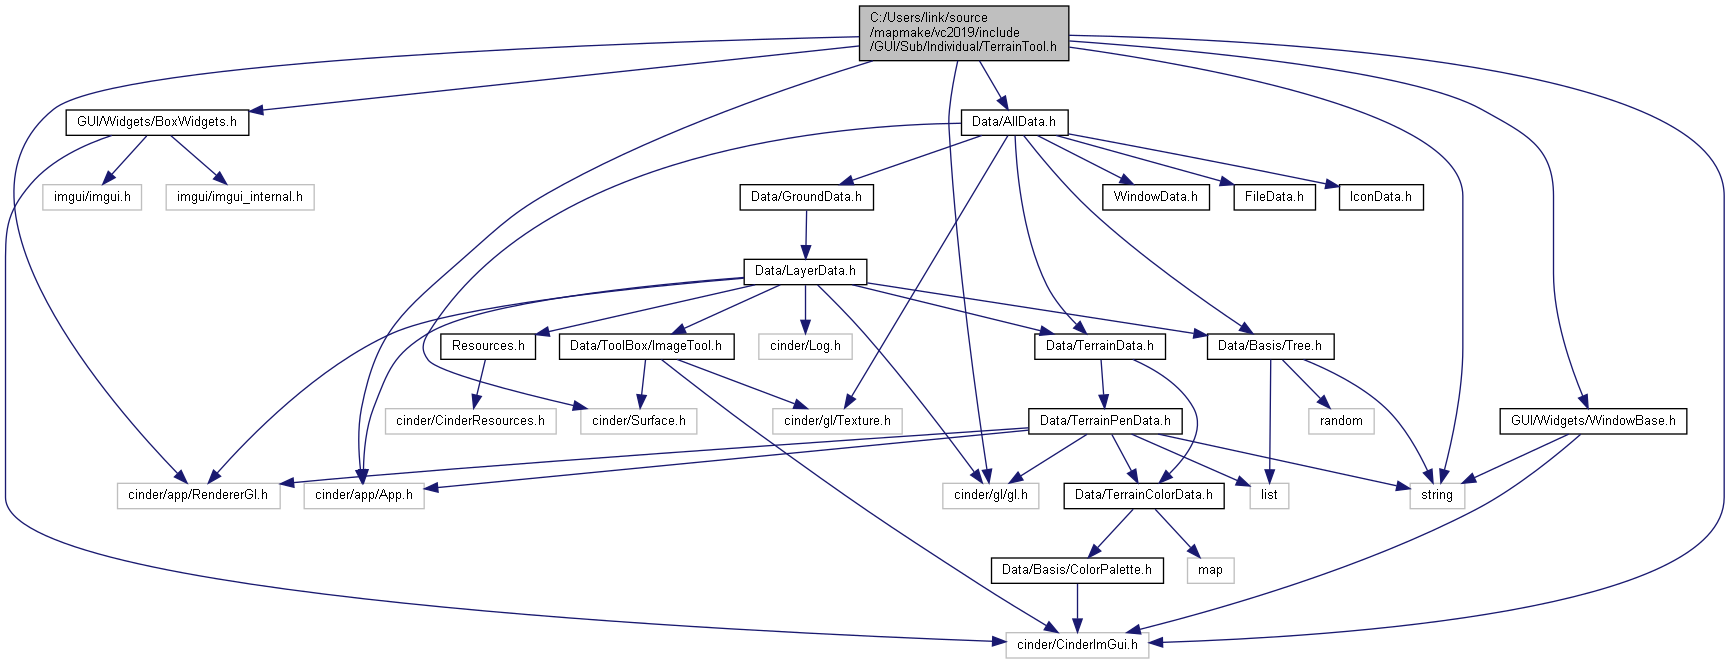 C:/Users/link/source
/mapmake/vc2019/include
/GUI/Sub/Individual/TerrainTool.h
GUI/Widgets/BoxWidgets.h
Data/AllData.h
imgui/imgui.h
imgui/imgui_internal.h
Data/GroundData.h
WindowData.h
FileData.h
IconData.h
Data/LayerData.h
Resources.h
Data/ToolBox/ImageTool.h
cinder/Log.h
Data/TerrainData.h
Data/Basis/Tree.h
cinder/CinderResources.h
cinder/Surface.h
cinder/gl/Texture.h
Data/TerrainPenData.h
random
GUI/Widgets/WindowBase.h
cinder/app/RendererGl.h
cinder/app/App.h
cinder/gl/gl.h
Data/TerrainColorData.h
list
string
Data/Basis/ColorPalette.h
map
cinder/CinderImGui.h